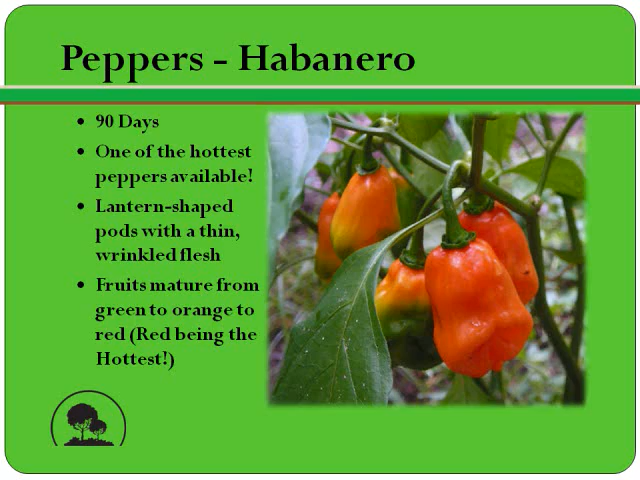 Peppers - Habanero
• 90 Days
• One of the hottest
peppers available!
• Lantern-shaped
pods with a thin,
wrinkled flesh
• Fruits mature from
green to orange to
red (Red being the
Hottest!)